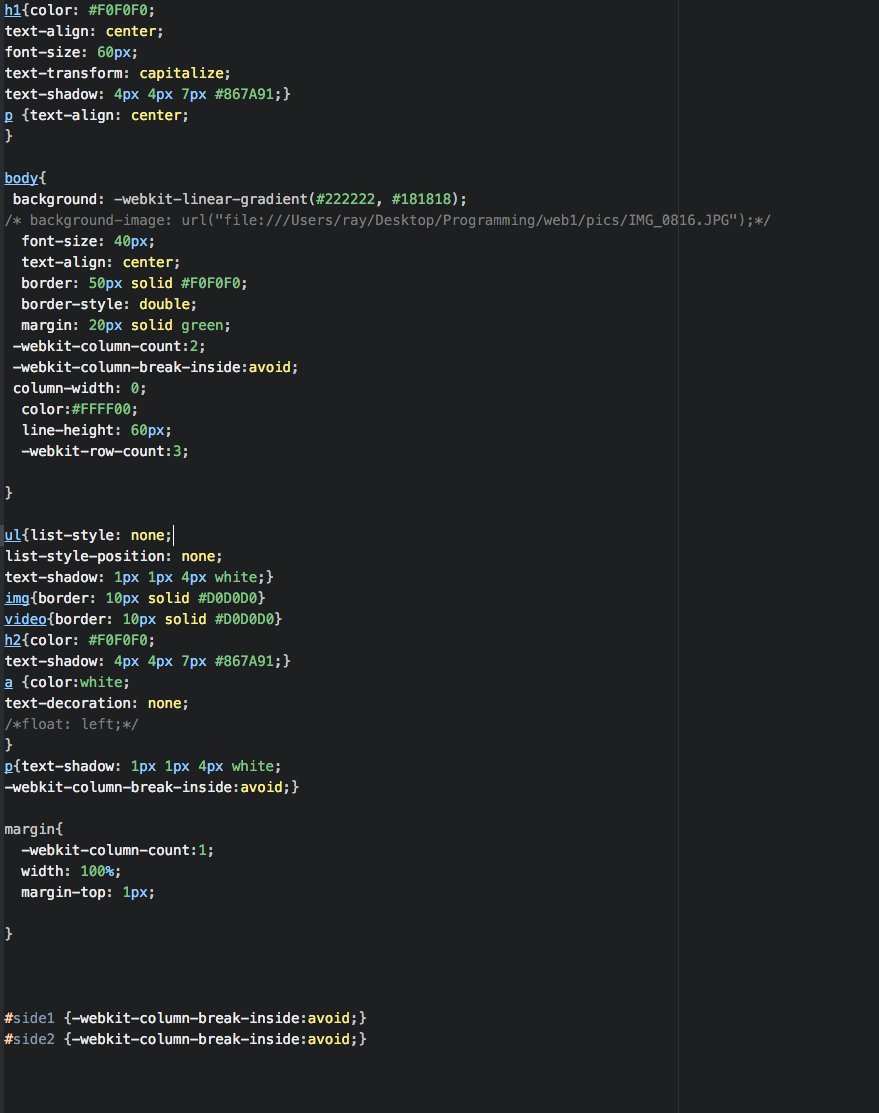 h1{color: #F0F0F0;
text-align: center;
font-size: 60px;
text-transform: capitalize;
text-shadow: 4px 4px 7px #867A91;}
p {text-align: center;
}
body{
background: -webkit-linear-gradient(#222222, #181818);
/* background-image: url("file:///Users/ray/Desktop/Programming/web1/pics/IMG_0816.JPG");*/
font-size: 40px;
text-align: center;
border: 50px solid #F0F0F0;
border-style: double;
margin: 20px solid green;
-webkit-column-count:2;
-webkit-column-break-inside:avoid;
column-width: 0;
color:#FFFF00;
line-height: 60px;
-webkit-row-count:3;
}
ul{list-style: none;
list-style-position: none;
text-shadow: 1px 1px 4px white;}
img{border: 10px solid #D0D0D0}
video{border: 10px solid #D0D0D0}
h2{color: #F0F0F0;
text-shadow: 4px 4px 7px #867A91;}
a {color:white;
text-decoration: none;
/*float: left;*/
}
p{text-shadow: 1px 1px 4px white;
-webkit-column-break-inside:avoid;}
margin{
-webkit-column-count:1;
width: 100%;
margin-top: 1px;
}
#side1 {-webkit-column-break-inside:avoid;}
#side2 {-webkit-column-break-inside:avoid;}